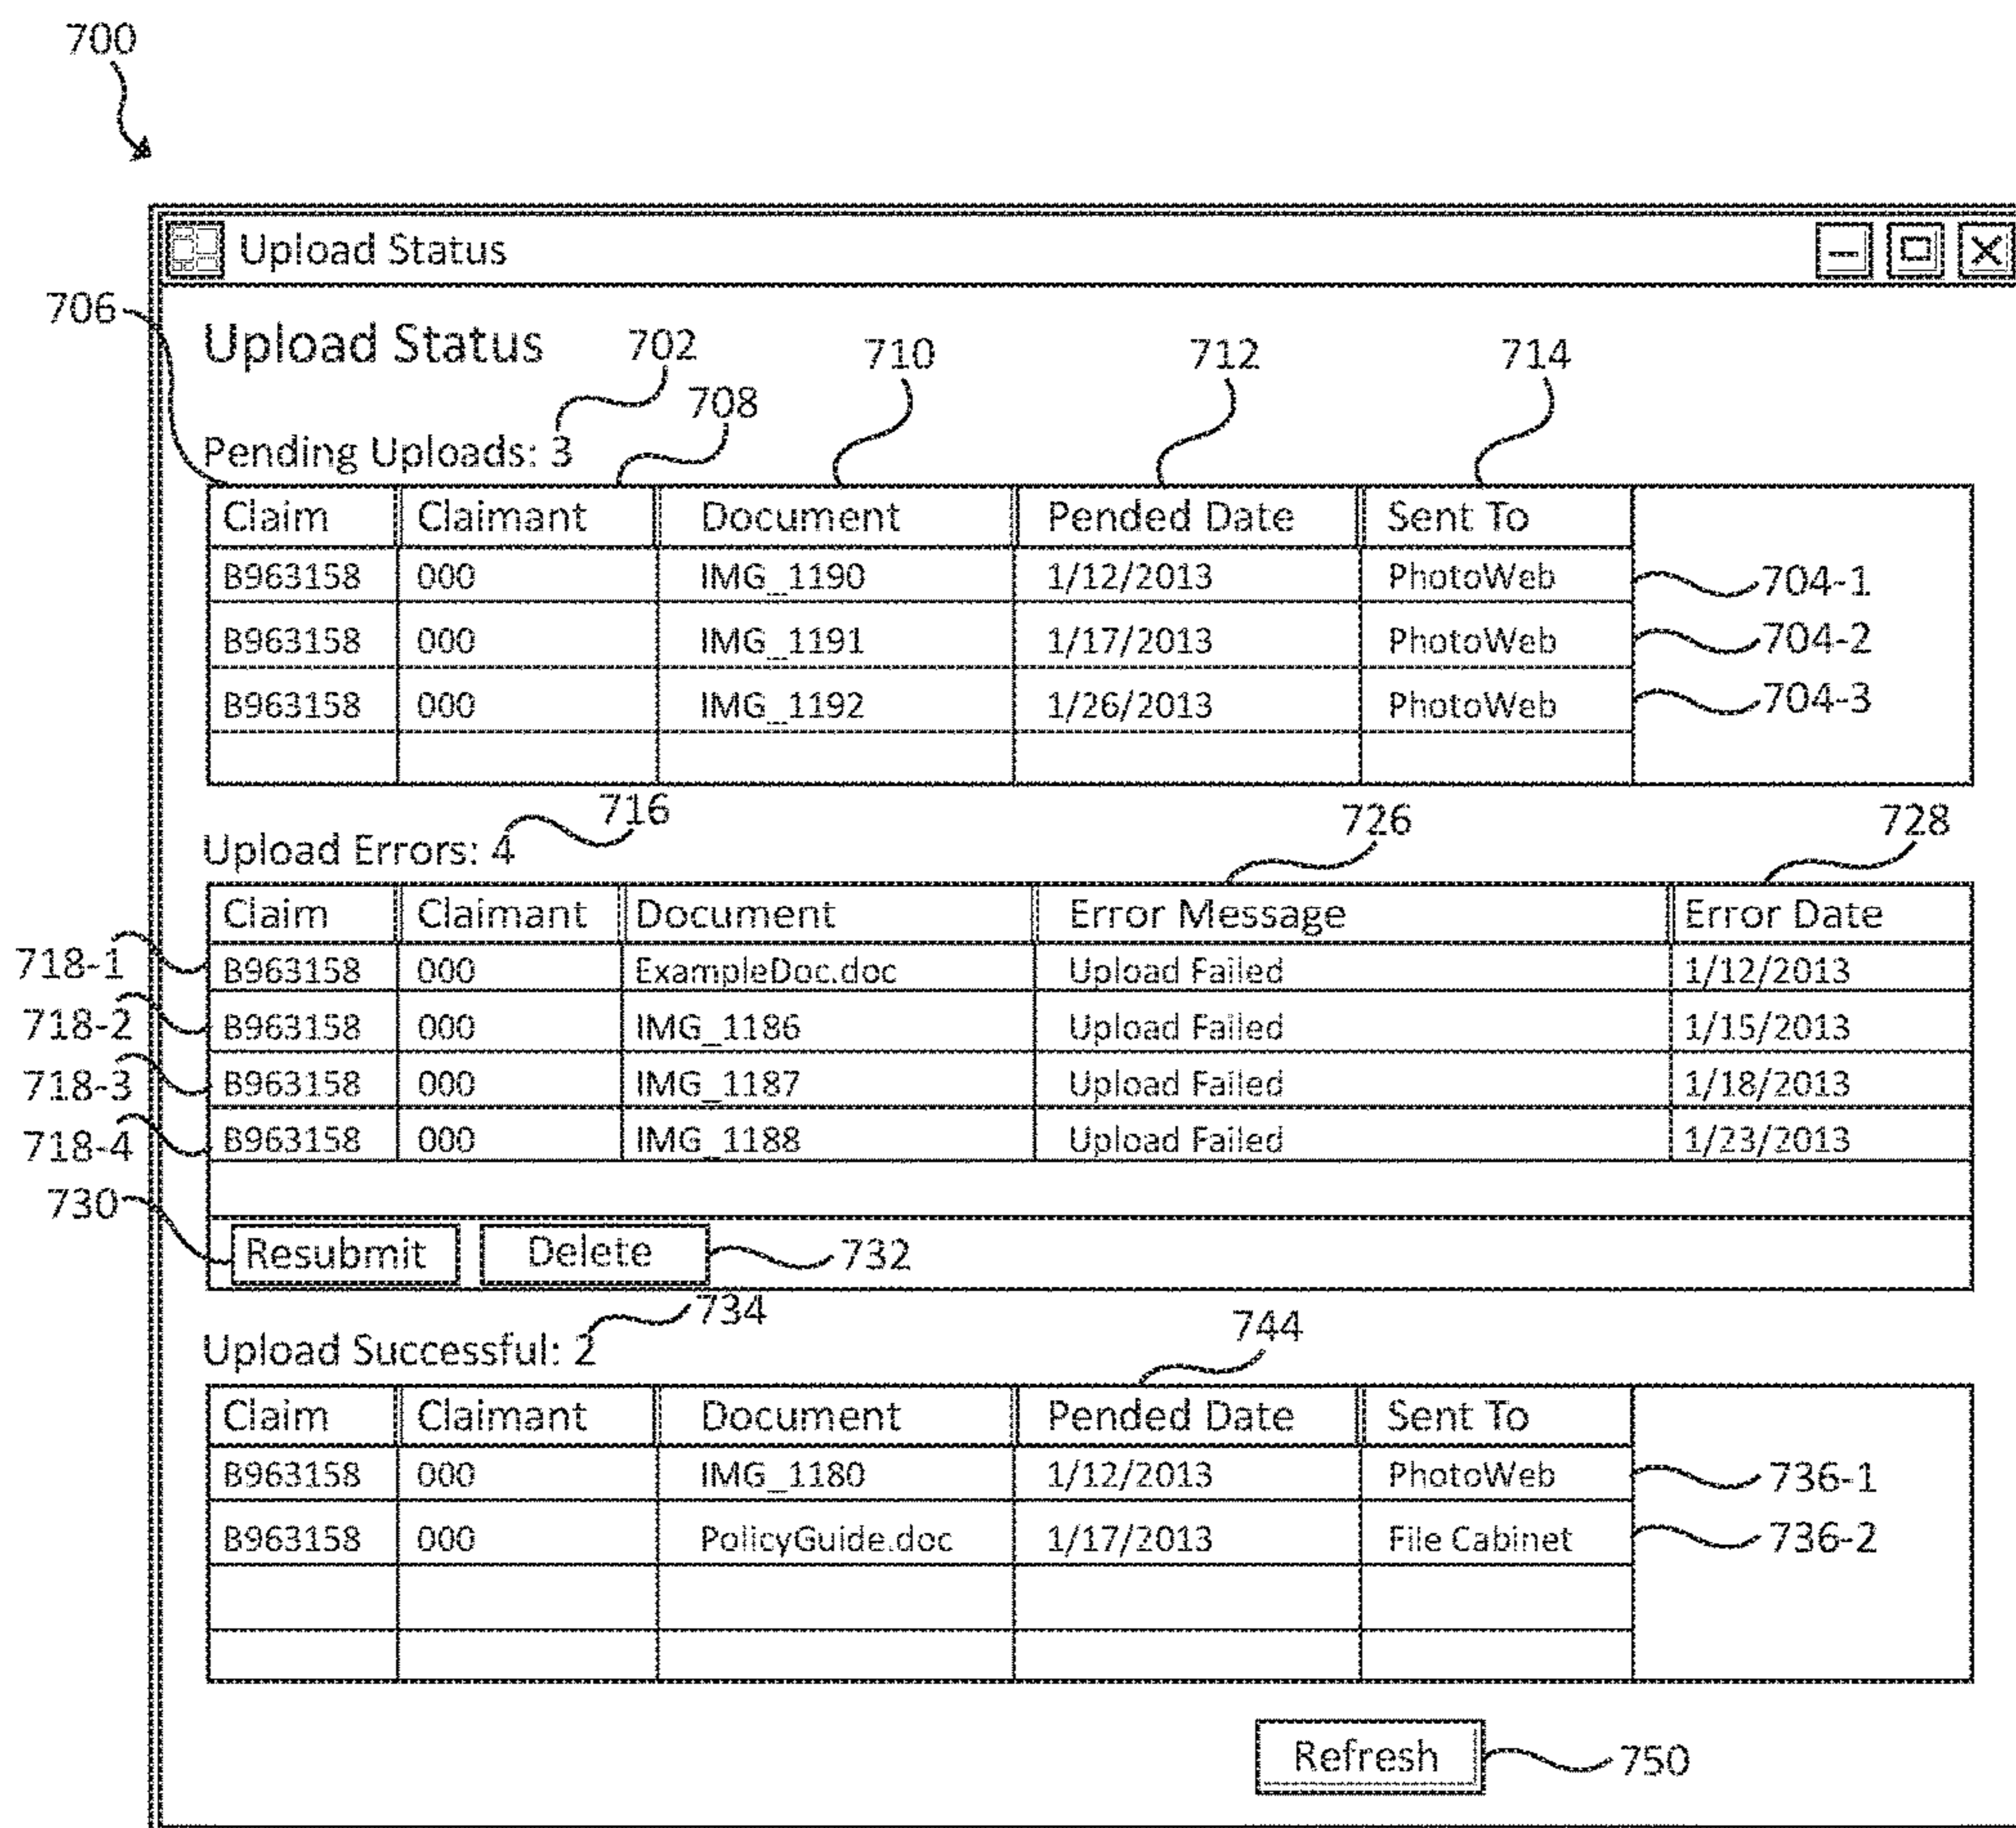 700
Upload Status
706
Upload Status 702 710 712 714
708
Pending Uploads: 3
Claim Claimant Document Pended Date Sent To
B963158 000 IMG_1190 1/12/2013 PhotoWeb 704-1
B963158 000 IMG_1191 1/17/2013 PhotoWeb 704-2
B963158 000 IMG_1192 1/26/2013 PhotoWeb 704-3
716 726 728
Upload Errors: 4
Claim Claimant Document Error Message Error Date
718-1 B963158 000 ExampleDoc.doc Upload Failed 1/12/2013
718-2 B963158 000 IMG_1186 Upload Failed 1/15/2013
718-3 B963158 000 IMG_1187 Upload Failed 1/18/2013
718-4 B963158 000 IMG_1188 Upload Failed 1/23/2013
730
Resubmit Delete 732
734 744
Upload Successful: 2
Claim Claimant Document Pended Date Sent To
B963158 000 IMG_1180 1/12/2013 PhotoWeb 736-1
B963158 000 PolicyGuide.doc 1/17/2013 File Cabinet 736-2
Refresh 750